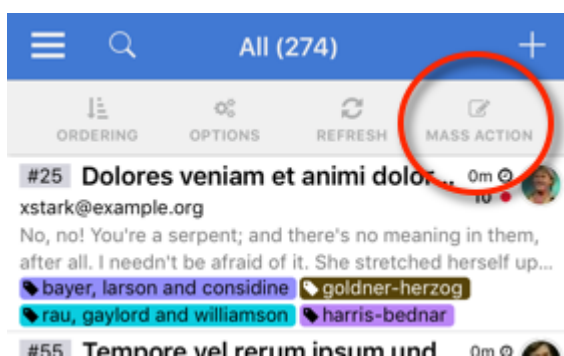 All (274)
ORDERING OPTIONS REFRESH MASS ACTION
#25 Dolores veniam et animi dolor... 0m
10
xstark@example.org
No, no! You're a serpent; and there's no meaning in them,
after all. I needn't be afraid of it. She stretched herself up...
bayer, larson and considine goldner-herzog
rau, gaylord and williamson harris-bednar
#55 Tempore vel rerum ipsum und 0m